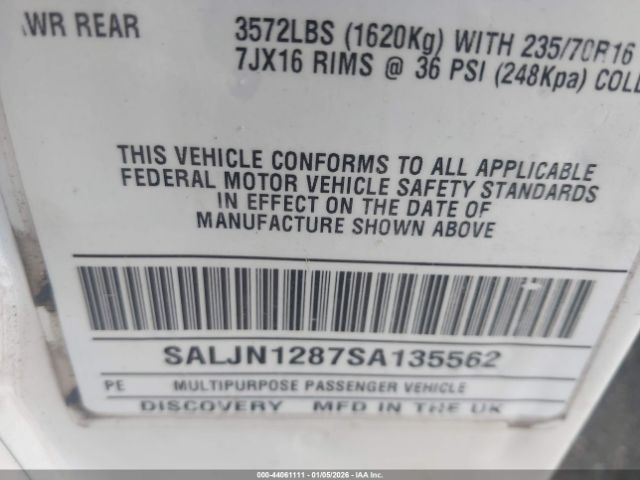 WR REAR 3572LBS (1620Kg) WITH 235/70R16
7JX16 RIMS @ 36 PSI (248Kpa) COLD
THIS VEHICLE CONFORMS TO ALL APPLICABLE
FEDERAL MOTOR VEHICLE SAFETY STANDARDS
IN EFFECT ON THE DATE OF
MANUFACTURE SHOWN ABOVE
SALJN1287SA135562
PE MULTIPURPOSE PASSENGER VEHICLE
DISCOVERY MFD IN THE UK
000-44061111 - 01/05/2026 - IAA Inc.